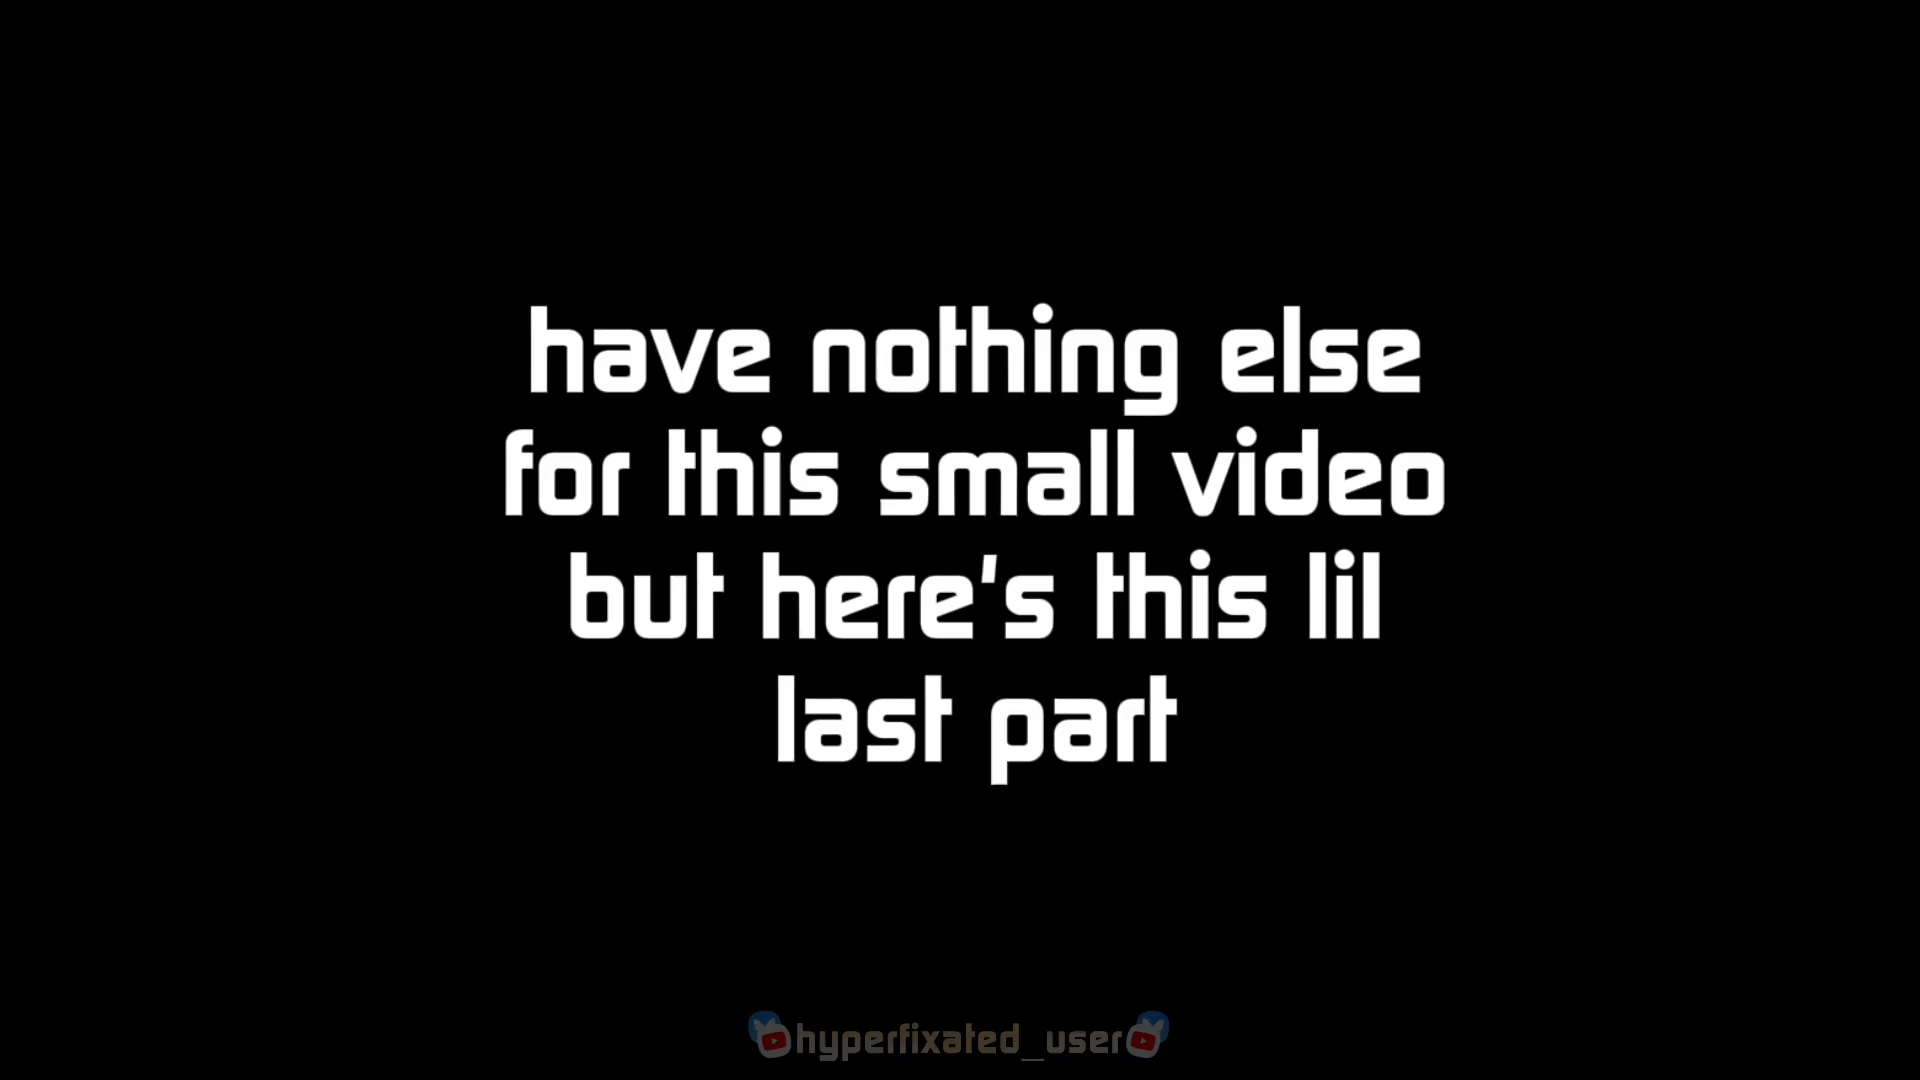 have nothing else
for this small video
but here's this lil
last part
hyperfixated_user